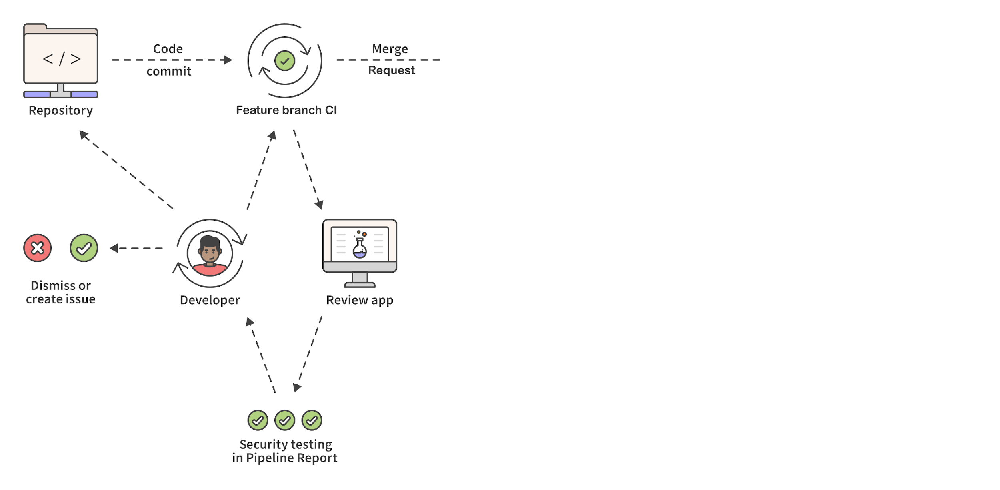 </>
Code
commit
Merge
Request
Repository
Feature branch CI
Dismiss or
create issue
Developer
Review app
Security testing
in Pipeline Report